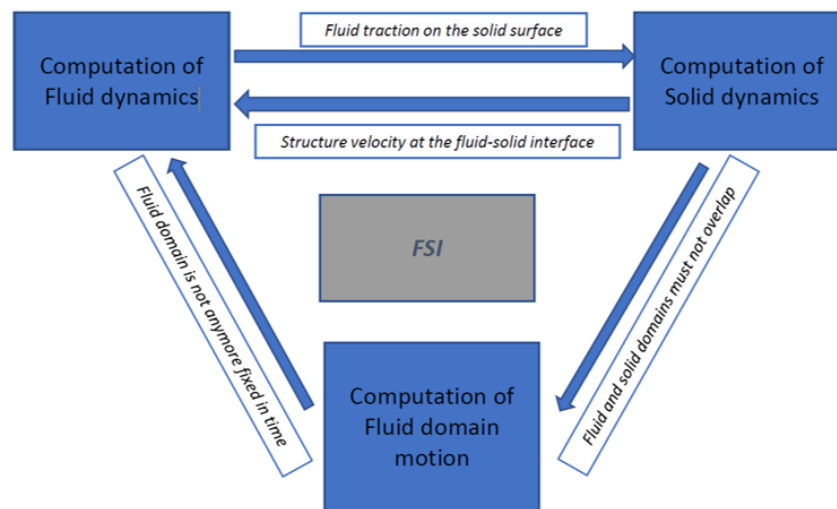 Fluid traction on the solid surface
Computation of
Fluid dynamics
Computation of
Solid dynamics
Structure velocity at the fluid-solid interface
Fluid domain is not anymore fixed in time
FSI
Fluid and solid domains must not overlap
Computation of
Fluid domain
motion